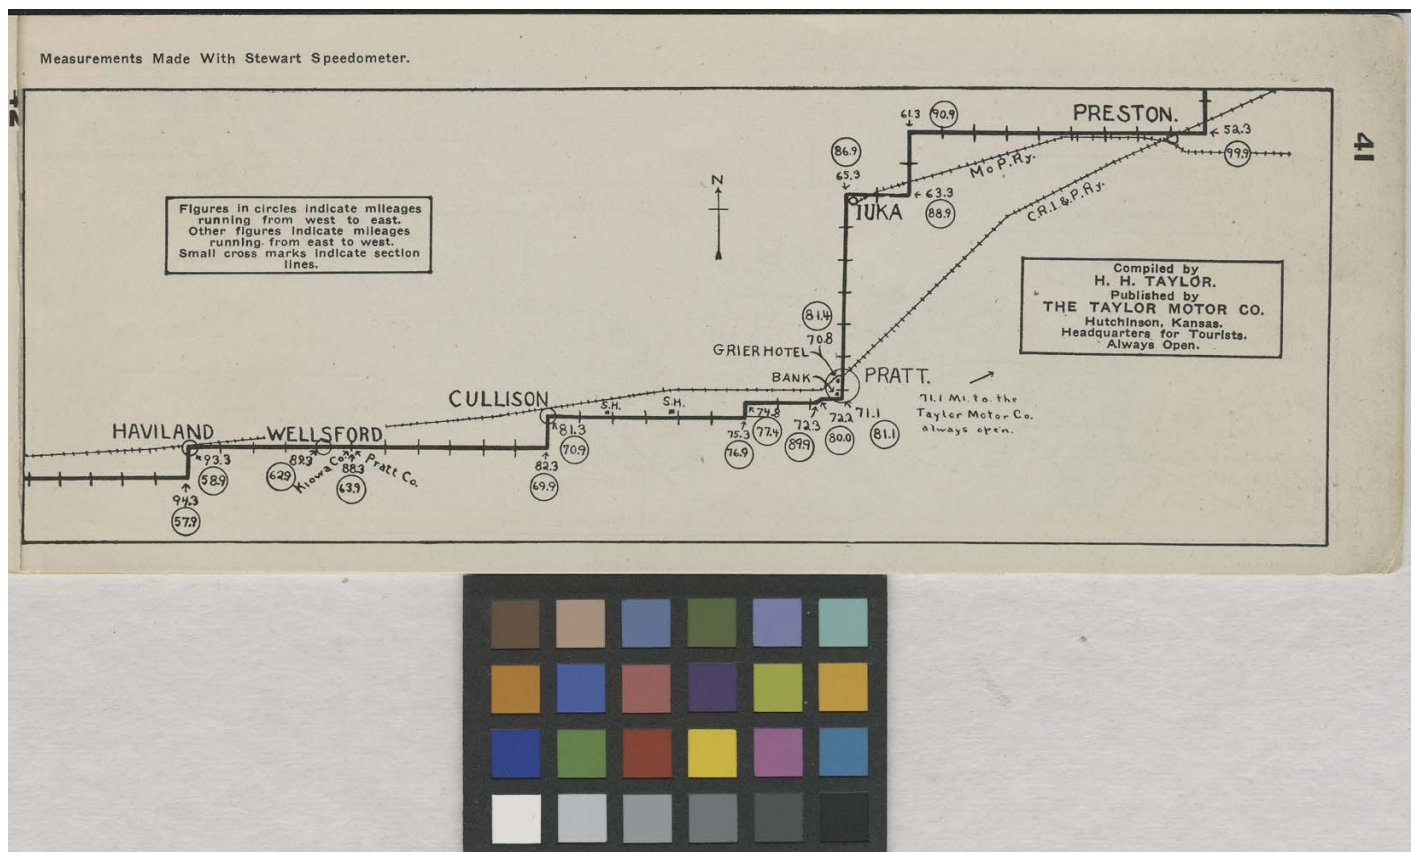 Measurements Made With Stewart Speedometer.
41
N
Figures in circles indicate mileages
running from west to east.
Other figures indicate mileages
running from east to west.
Small cross marks indicate section
lines.
PRESTON.
61.3
90.9
52.3
99.9
86.9
65.3
Mo P. Ry.
63.3
88.9
IUKA
C.R.I.& P. Ry.
Compiled by
H. H. TAYLOR.
Published by
THE TAYLOR MOTOR CO.
Hutchinson, Kansas.
Headquarters for Tourists.
Always Open.
81.4
70.8
GRIER HOTEL
BANK
PRATT.
71.1 Mi. to the
Taylor Motor Co.
always open.
CULLISON
S.H.
S.H.
74.8
77.4
75.3
76.9
72.3
89.9
72.2
80.0
71.1
81.1
81.3
70.9
82.3
69.9
HAVILAND
WELLSFORD
93.3
58.9
94.3
57.9
89.3
62.9
Kiowa Co.
Pratt Co.
88.3
63.9